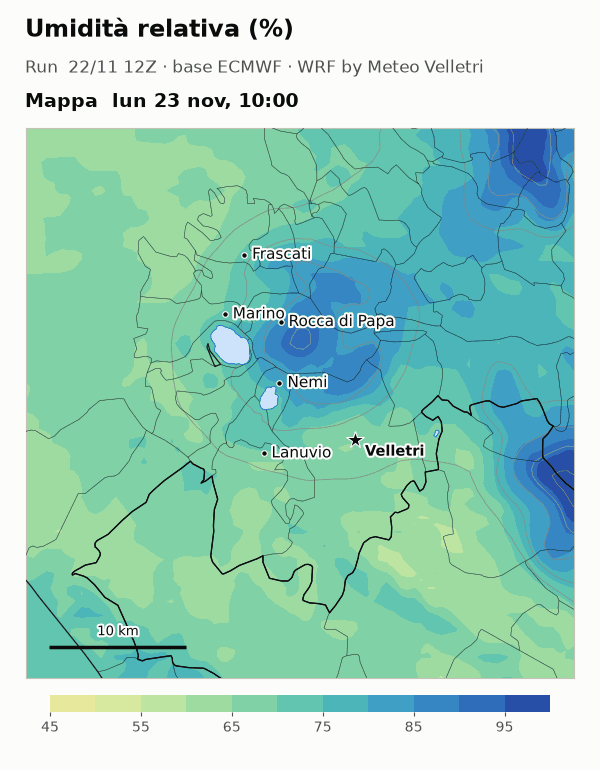 Umidità relativa (%)
Run  22/11 12Z · base ECMWF · WRF by Meteo Velletri
Mappa  lun 23 nov, 10:00
Frascati
Marino
Rocca di Papa
Nemi
Velletri
Lanuvio
10 km
45 55 65 75 85 95